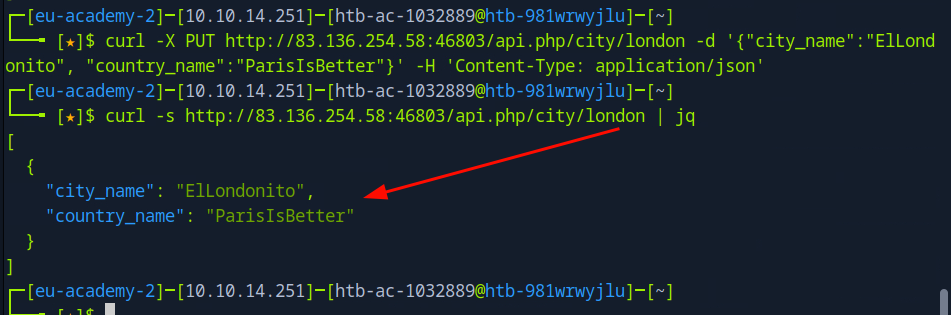 ┌─[eu-academy-2]─[10.10.14.251]─[htb-ac-1032889@htb-981wrwyjlu]─[~]
└──╼ [★]$ curl -X PUT http://83.136.254.58:46803/api.php/city/london -d '{"city_name":"ElLond
onito", "country_name":"ParisIsBetter"}' -H 'Content-Type: application/json'
┌─[eu-academy-2]─[10.10.14.251]─[htb-ac-1032889@htb-981wrwyjlu]─[~]
└──╼ [★]$ curl -s http://83.136.254.58:46803/api.php/city/london | jq
[
  {
    "city_name": "ElLondonito",
    "country_name": "ParisIsBetter"
  }
]
┌─[eu-academy-2]─[10.10.14.251]─[htb-ac-1032889@htb-981wrwyjlu]─[~]
└──╼ [★]$